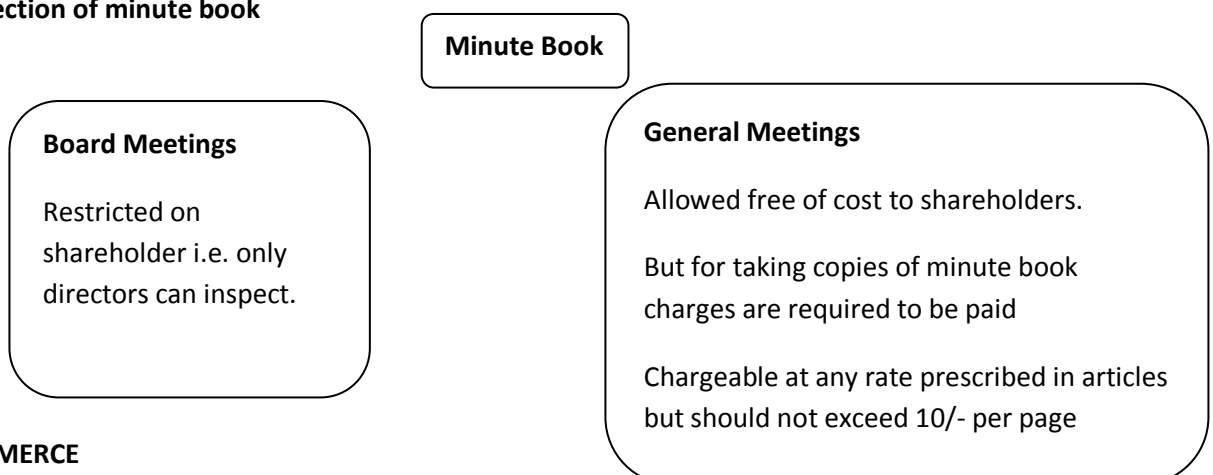 ection of minute book
Minute Book
Board Meetings
Restricted on
shareholder i.e. only
directors can inspect.
General Meetings
Allowed free of cost to shareholders.
But for taking copies of minute book
charges are required to be paid
Chargeable at any rate prescribed in articles
but should not exceed 10/- per page
MERCE